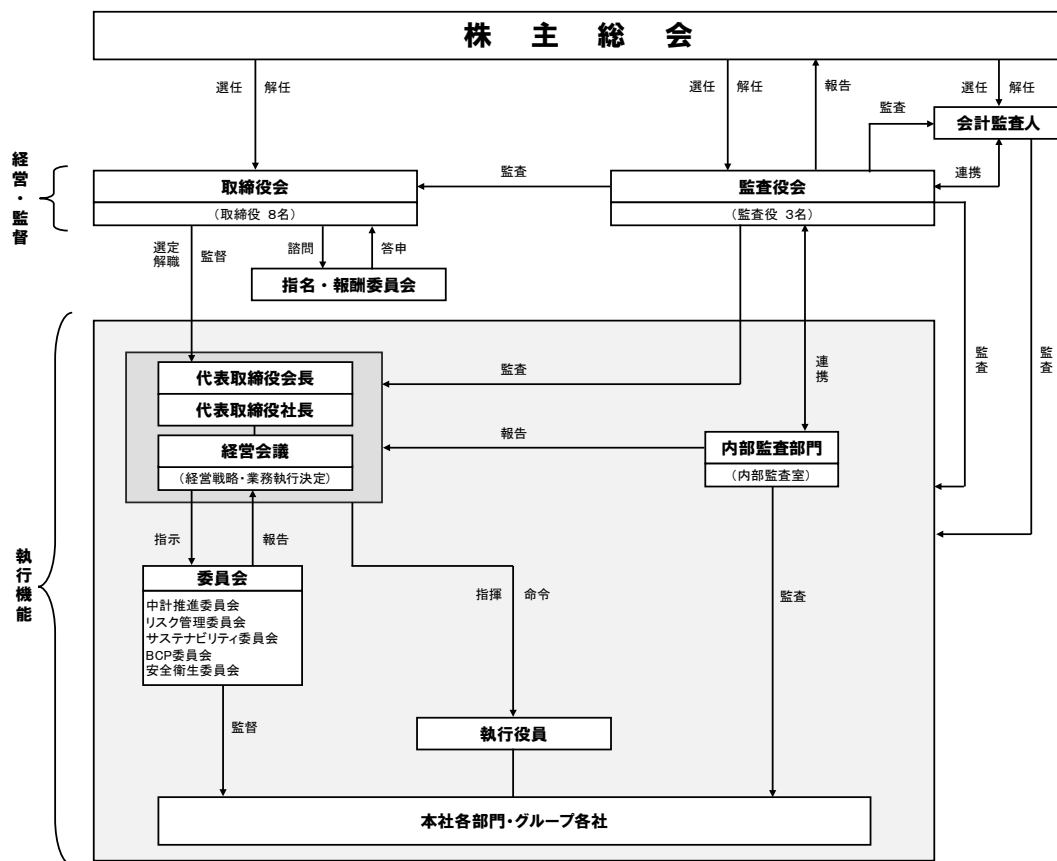 株 主 総 会
選任 解任
選任 解任
報告
選任 解任
監査
会計監査人
経営・監督
取締役会
(取締役 8名)
監査
監査役会
(監査役 3名)
連携
選定
解職
監督
諮問
答申
指名・報酬委員会
執行機能
代表取締役会長
代表取締役社長
経営会議
(経営戦略・業務執行決定)
監査
連携
監査
監査
報告
内部監査部門
(内部監査室)
指示
報告
委員会
中計推進委員会
リスク管理委員会
サステナビリティ委員会
BCP委員会
安全衛生委員会
指揮 命令
監査
監督
執行役員
本社各部門・グループ各社